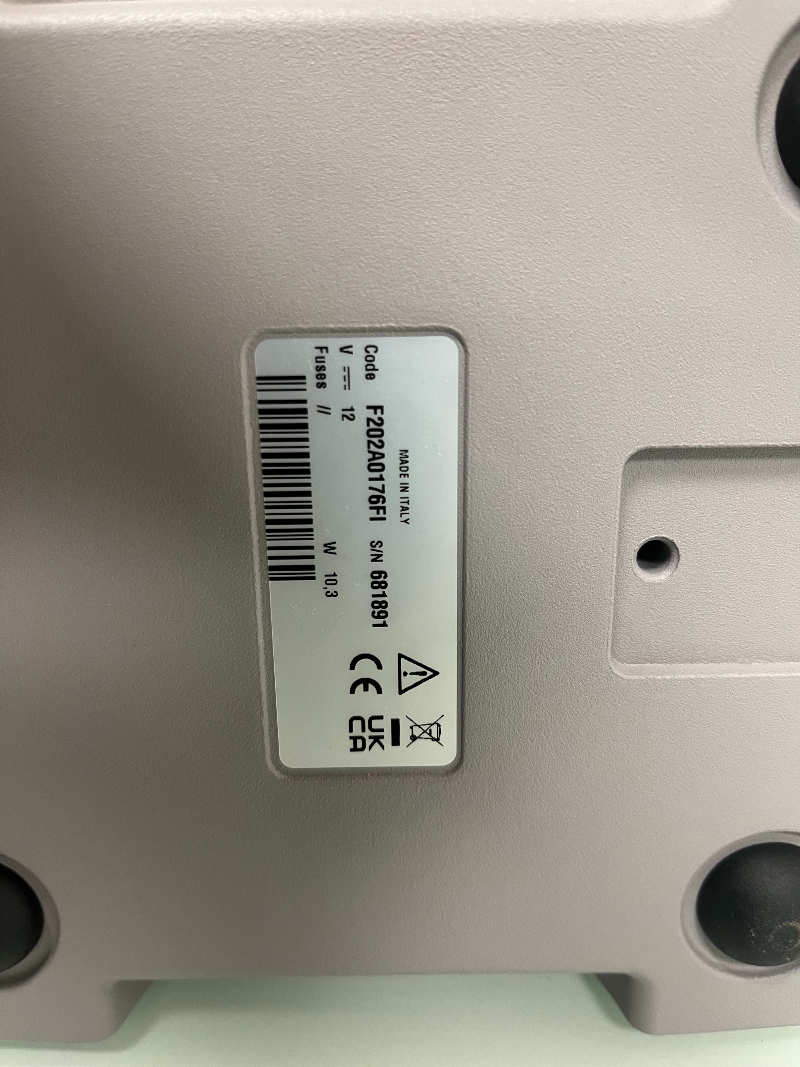 MADE IN ITALY
Code F202A0176FI S/N 681891
V 12 W 10,3
Fuses //
CE UK
CA